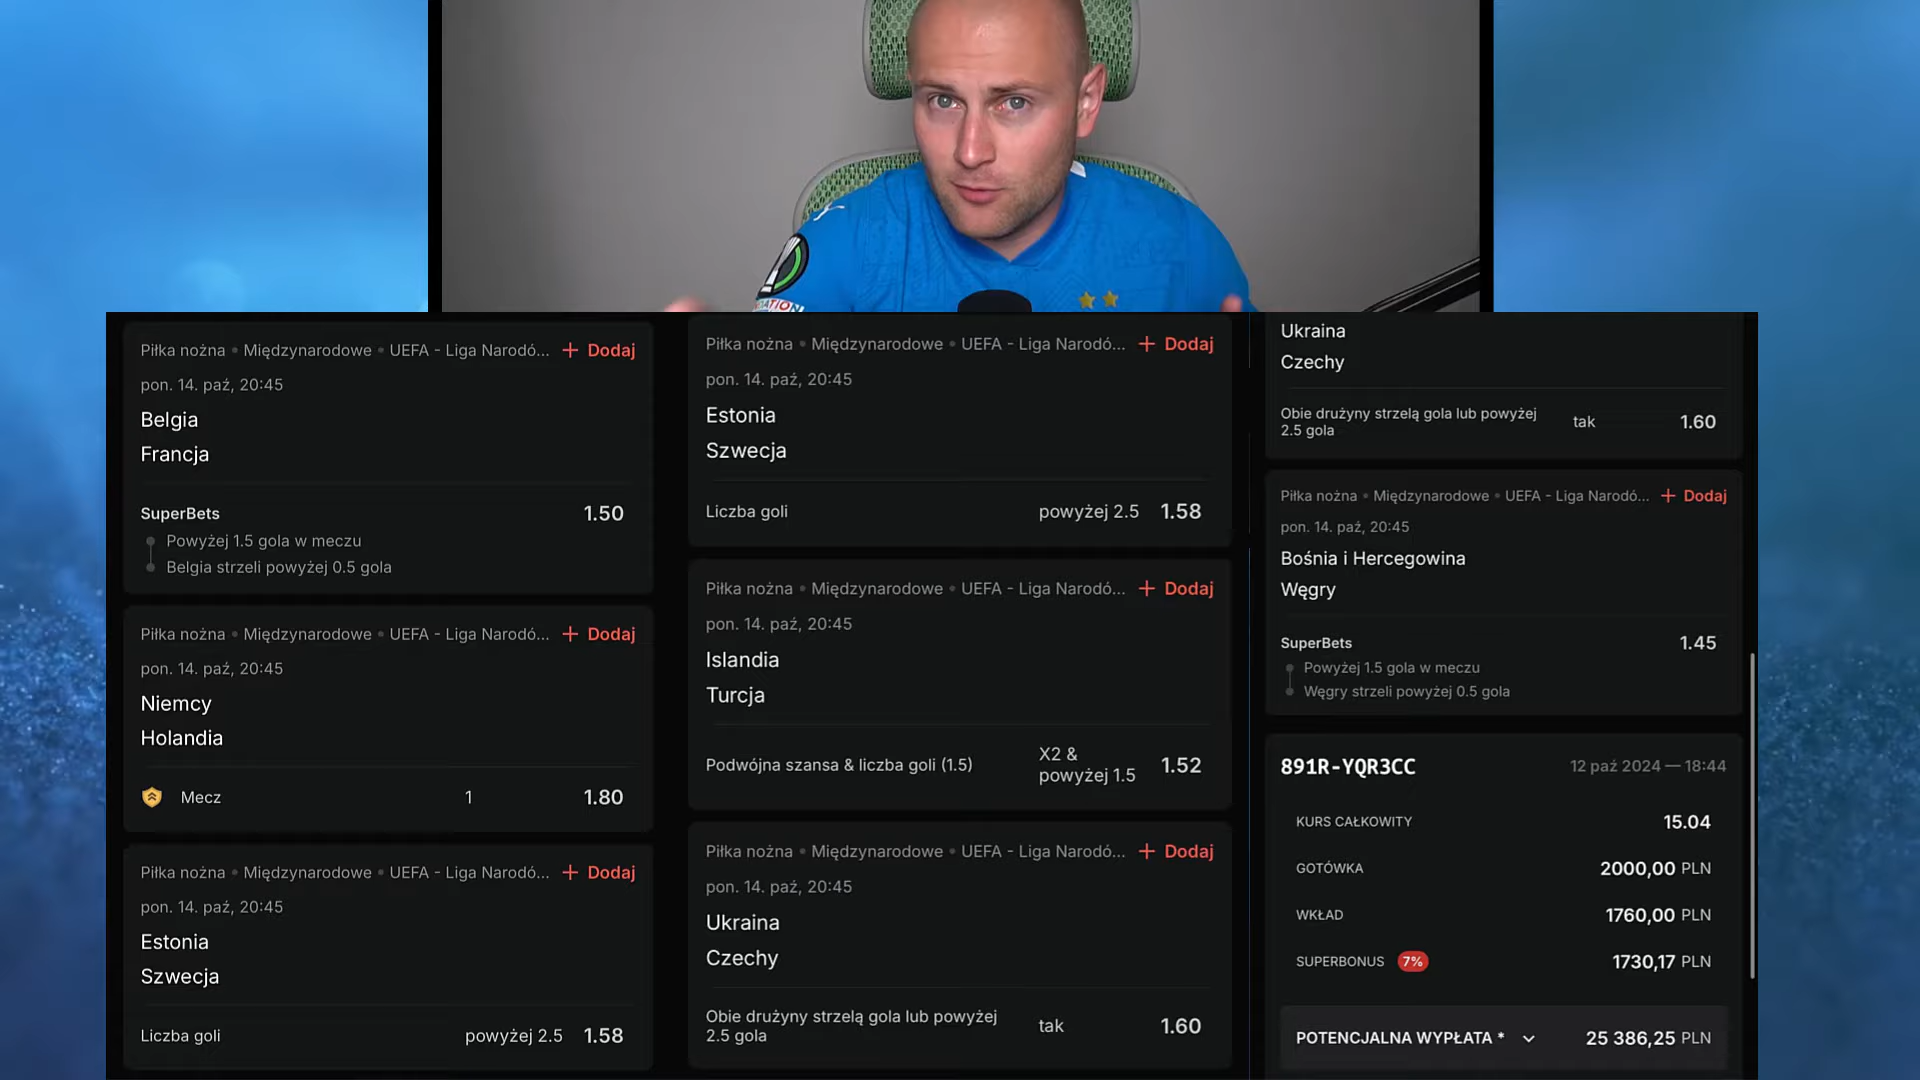 ATION
Piłka nożna • Międzynarodowe • UEFA - Liga Narodó... + Dodaj
pon. 14. paź, 20:45
Belgia
Francja
SuperBets 1.50
Powyżej 1.5 gola w meczu
Belgia strzeli powyżej 0.5 gola
Piłka nożna • Międzynarodowe • UEFA - Liga Narodó... + Dodaj
pon. 14. paź, 20:45
Niemcy
Holandia
Mecz 1 1.80
Piłka nożna • Międzynarodowe • UEFA - Liga Narodó... + Dodaj
pon. 14. paź, 20:45
Estonia
Szwecja
Liczba goli powyżej 2.5 1.58
Piłka nożna • Międzynarodowe • UEFA - Liga Narodó... + Dodaj
pon. 14. paź, 20:45
Estonia
Szwecja
Liczba goli powyżej 2.5 1.58
Piłka nożna • Międzynarodowe • UEFA - Liga Narodó... + Dodaj
pon. 14. paź, 20:45
Islandia
Turcja
Podwójna szansa & liczba goli (1.5) X2 & powyżej 1.5 1.52
Piłka nożna • Międzynarodowe • UEFA - Liga Narodó... + Dodaj
pon. 14. paź, 20:45
Ukraina
Czechy
Obie drużyny strzelą gola lub powyżej
2.5 gola tak 1.60
Ukraina
Czechy
Obie drużyny strzelą gola lub powyżej
2.5 gola tak 1.60
Piłka nożna • Międzynarodowe • UEFA - Liga Narodó... + Dodaj
pon. 14. paź, 20:45
Bośnia i Hercegowina
Węgry
SuperBets 1.45
Powyżej 1.5 gola w meczu
Węgry strzeli powyżej 0.5 gola
891R-YQR3CC 12 paź 2024 — 18:44
KURS CAŁKOWITY 15.04
GOTÓWKA 2000,00 PLN
WKŁAD 1760,00 PLN
SUPERBONUS 7% 1730,17 PLN
POTENCJALNA WYPŁATA * 25 386,25 PLN